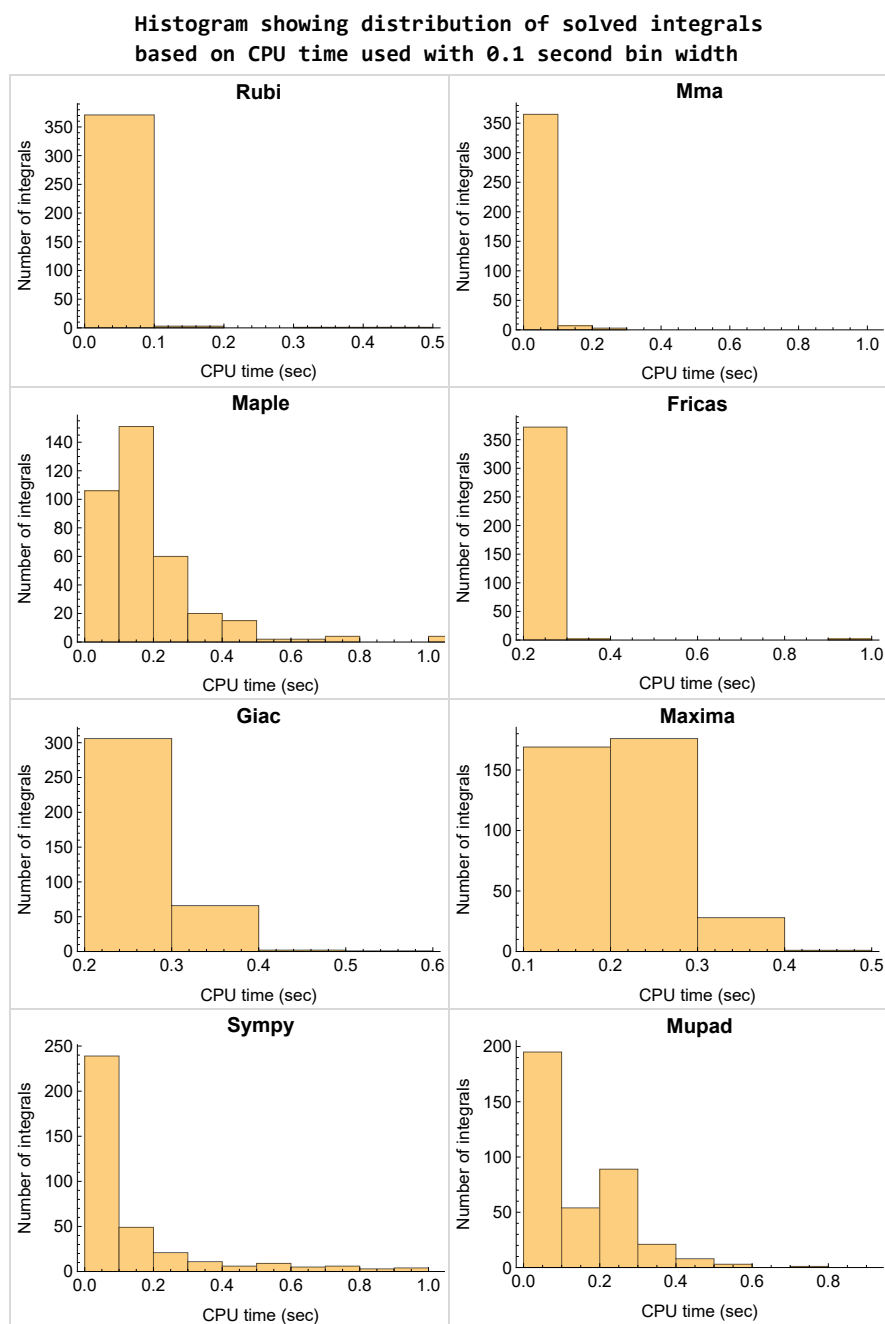 Histogram showing distribution of solved integrals
based on CPU time used with 0.1 second bin width
Rubi
Number of integrals
350
300
250
200
150
100
50
0
0.0 0.1 0.2 0.3 0.4 0.5
CPU time (sec)
Mma
Number of integrals
350
300
250
200
150
100
50
0
0.0 0.2 0.4 0.6 0.8 1.0
CPU time (sec)
Maple
Number of integrals
140
120
100
80
60
40
20
0
0.0 0.2 0.4 0.6 0.8 1.0
CPU time (sec)
Fricas
Number of integrals
350
300
250
200
150
100
50
0
0.2 0.4 0.6 0.8 1.0
CPU time (sec)
Giac
Number of integrals
300
250
200
150
100
50
0
0.2 0.3 0.4 0.5 0.6
CPU time (sec)
Maxima
Number of integrals
150
100
50
0
0.1 0.2 0.3 0.4 0.5
CPU time (sec)
Sympy
Number of integrals
250
200
150
100
50
0
0.0 0.2 0.4 0.6 0.8 1.0
CPU time (sec)
Mupad
Number of integrals
200
150
100
50
0
0.0 0.2 0.4 0.6 0.8
CPU time (sec)